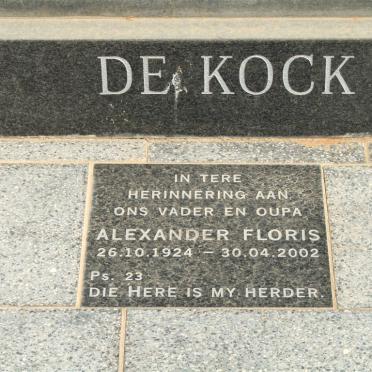 DE KOCK
IN TERE
HERINNERING AAN
ONS VADER EN OUPA
ALEXANDER FLORIS
26.10.1924 – 30.04.2002
Ps. 23
DIE HERE IS MY HERDER.